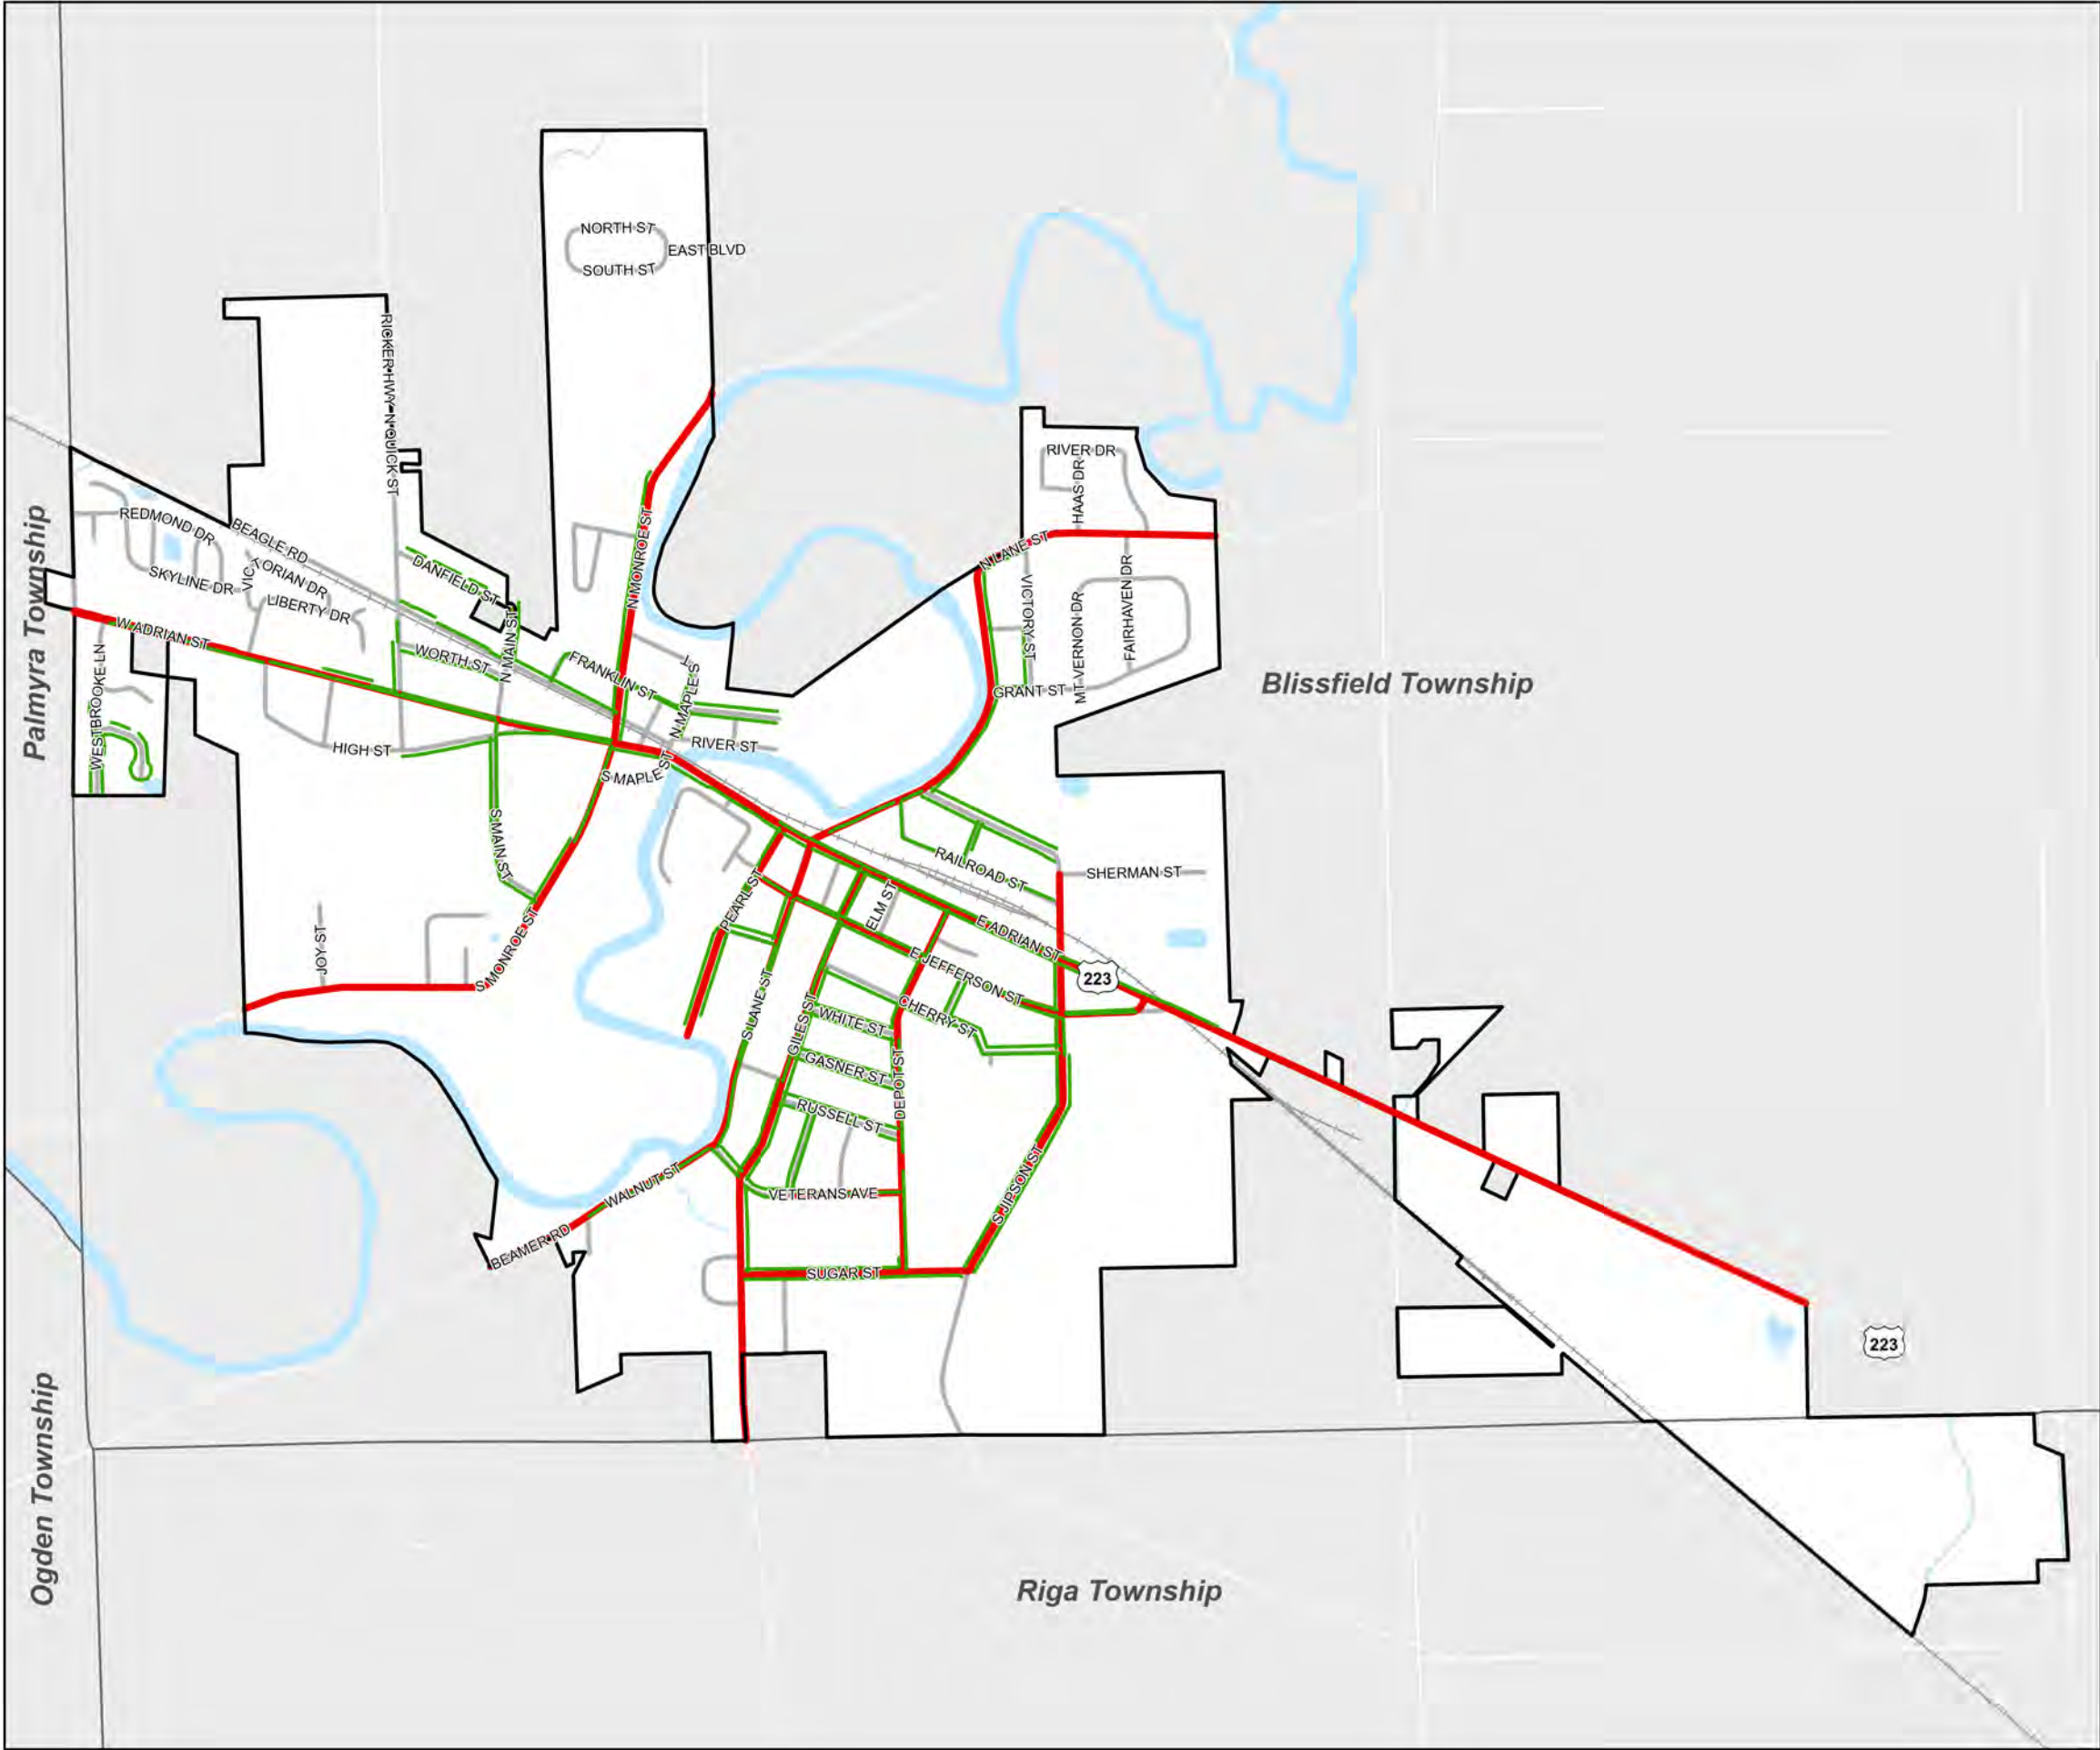 NORTH ST
EAST BLVD
SOUTH ST
RICKER HWY
N QUICK ST
RIVER DR
HAAS DR
REDMOND DR
BEAGLE RD
N LANE ST
Palmyra Township
SKYLINE DR
VICTORIAN DR
LIBERTY DR
DANFIELD ST
N MONROE ST
N MAIN ST
VICTORY ST
MT VERNON DR
FAIRHAVEN DR
W ADRIAN ST
WORTH ST
FRANKLIN ST
N MAPLE ST
GRANT ST
Blissfield Township
WESTBROOKE LN
HIGH ST
RIVER ST
S MAPLE ST
S MAIN ST
RAILROAD ST
SHERMAN ST
PEARL ST
ELM ST
E ADRIAN ST
JOY ST
S MONROE ST
E JEFFERSON ST
223
S LANE ST
GILES ST
CHERRY ST
WHITE ST
GASNER ST
DEPOT ST
RUSSELL ST
WALNUT ST
VETERANS AVE
S JIPSON ST
BEAMER RD
SUGAR ST
223
Ogden Township
Riga Township